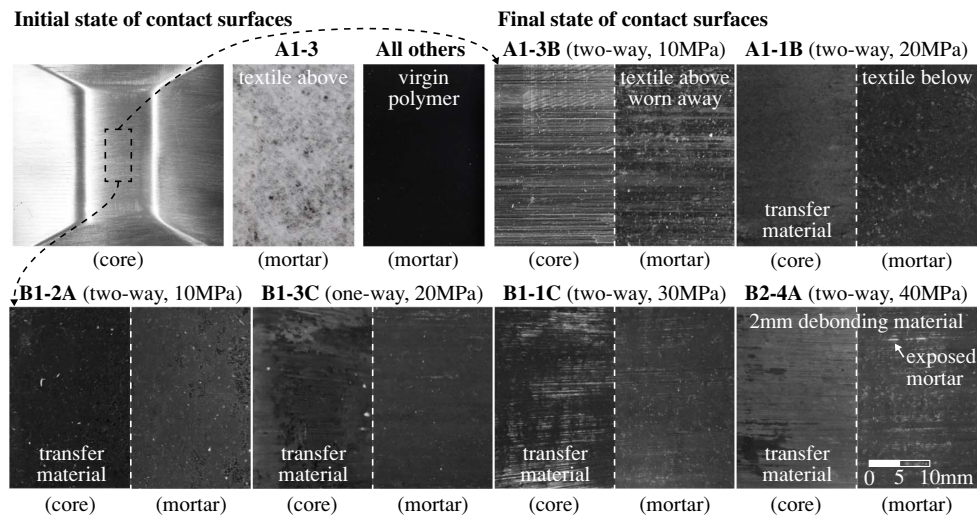 Initial state of contact surfaces
Final state of contact surfaces
A1-3
All others
A1-3B (two-way, 10MPa)
A1-1B (two-way, 20MPa)
textile above
virgin
polymer
textile above
worn away
textile below
transfer
material
(core)
(mortar)
(mortar)
(core)
(mortar)
(core)
(mortar)
B1-2A (two-way, 10MPa)
B1-3C (one-way, 20MPa)
B1-1C (two-way, 30MPa)
B2-4A (two-way, 40MPa)
2mm debonding material
exposed
mortar
transfer
material
transfer
material
transfer
material
transfer
material
0 5 10mm
(core)
(mortar)
(core)
(mortar)
(core)
(mortar)
(core)
(mortar)